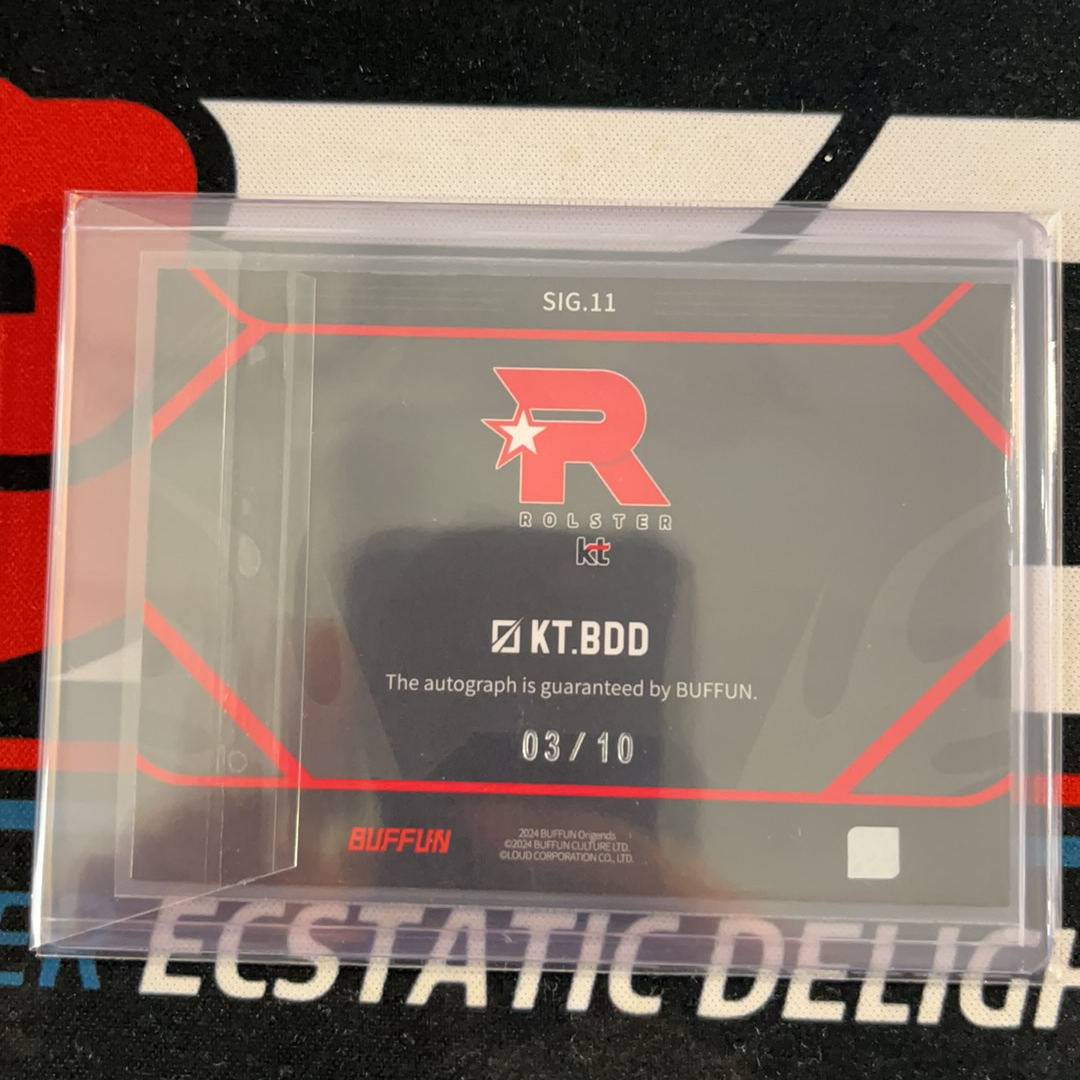 SIG.11
R
ROLSTER
kt
KT.BDD
The autograph is guaranteed by BUFFUN.
03/10
BUFFUN
2024 BUFFUN Origends
©2024 BUFFUN CULTURE LTD.
©LOUD CORPORATION CO., LTD.
ECSTATIC DELIGH